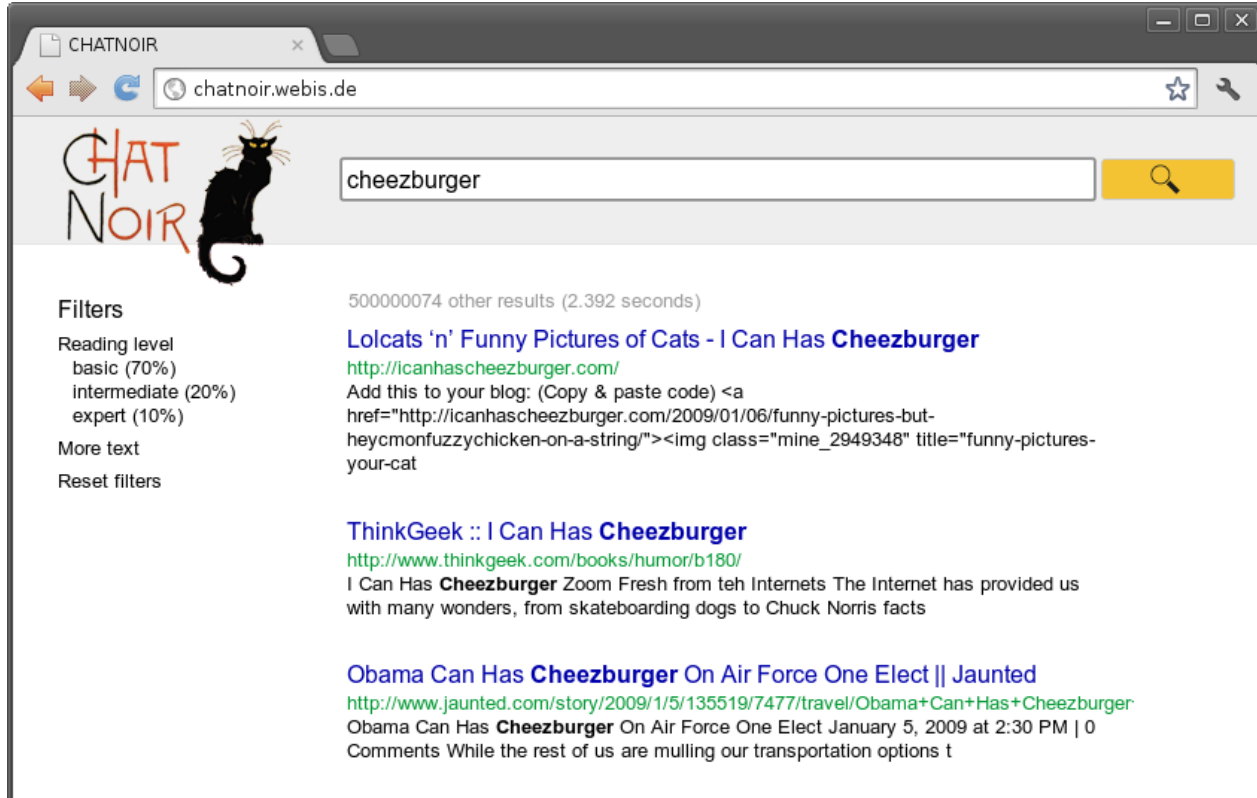 CHATNOIR
chatnoir.webis.de
CHAT
NOIR
cheezburger
Filters
Reading level
basic (70%)
intermediate (20%)
expert (10%)
More text
Reset filters
500000074 other results (2.392 seconds)
Lolcats ‘n’ Funny Pictures of Cats - I Can Has Cheezburger
http://icanhascheezburger.com/
Add this to your blog: (Copy & paste code) <a
href="http://icanhascheezburger.com/2009/01/06/funny-pictures-but-
heycmonfuzzychicken-on-a-string/"><img class="mine_2949348" title="funny-pictures-
your-cat
ThinkGeek :: I Can Has Cheezburger
http://www.thinkgeek.com/books/humor/b180/
I Can Has Cheezburger Zoom Fresh from teh Internets The Internet has provided us
with many wonders, from skateboarding dogs to Chuck Norris facts
Obama Can Has Cheezburger On Air Force One Elect || Jaunted
http://www.jaunted.com/story/2009/1/5/135519/7477/travel/Obama+Can+Has+Cheezburger-
Obama Can Has Cheezburger On Air Force One Elect January 5, 2009 at 2:30 PM | 0
Comments While the rest of us are mulling our transportation options t